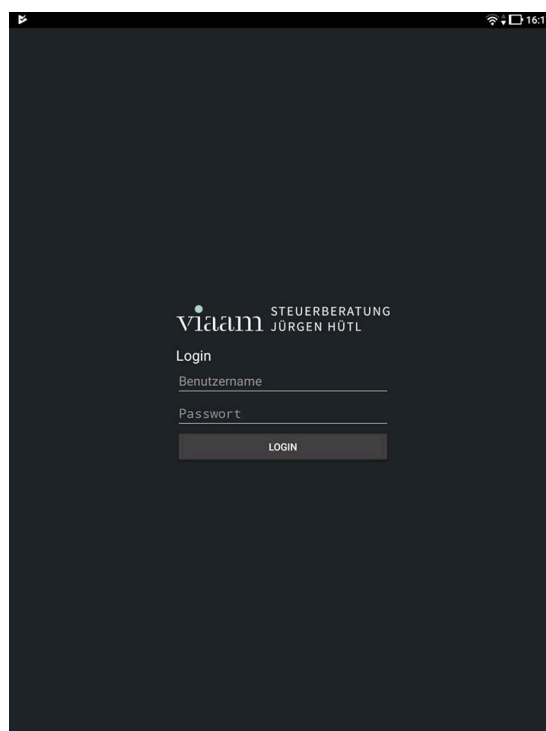 16:1
viaam STEUERBERATUNG
JÜRGEN HÜTL
Login
Benutzername
Passwort
LOGIN